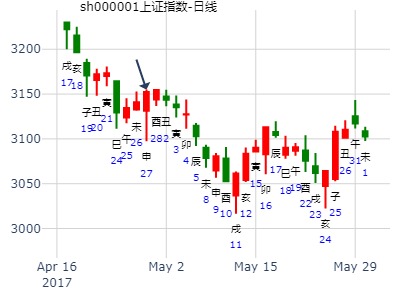 sh000001上证指数-日线
3200
3150
3100
3050
3000
戌
17
亥
18
子
19
丑
20
寅
21
巳
24
午
25
未
26
申
27
酉
28
丑
2
寅
3
卯
4
辰
5
未
8
申
9
酉
10
戌
11
亥
12
寅
15
卯
16
辰
17
巳
18
午
19
酉
22
戌
23
亥
24
子
25
丑
26
午
31
未
1
Apr 16
2017
May 2
May 15
May 29